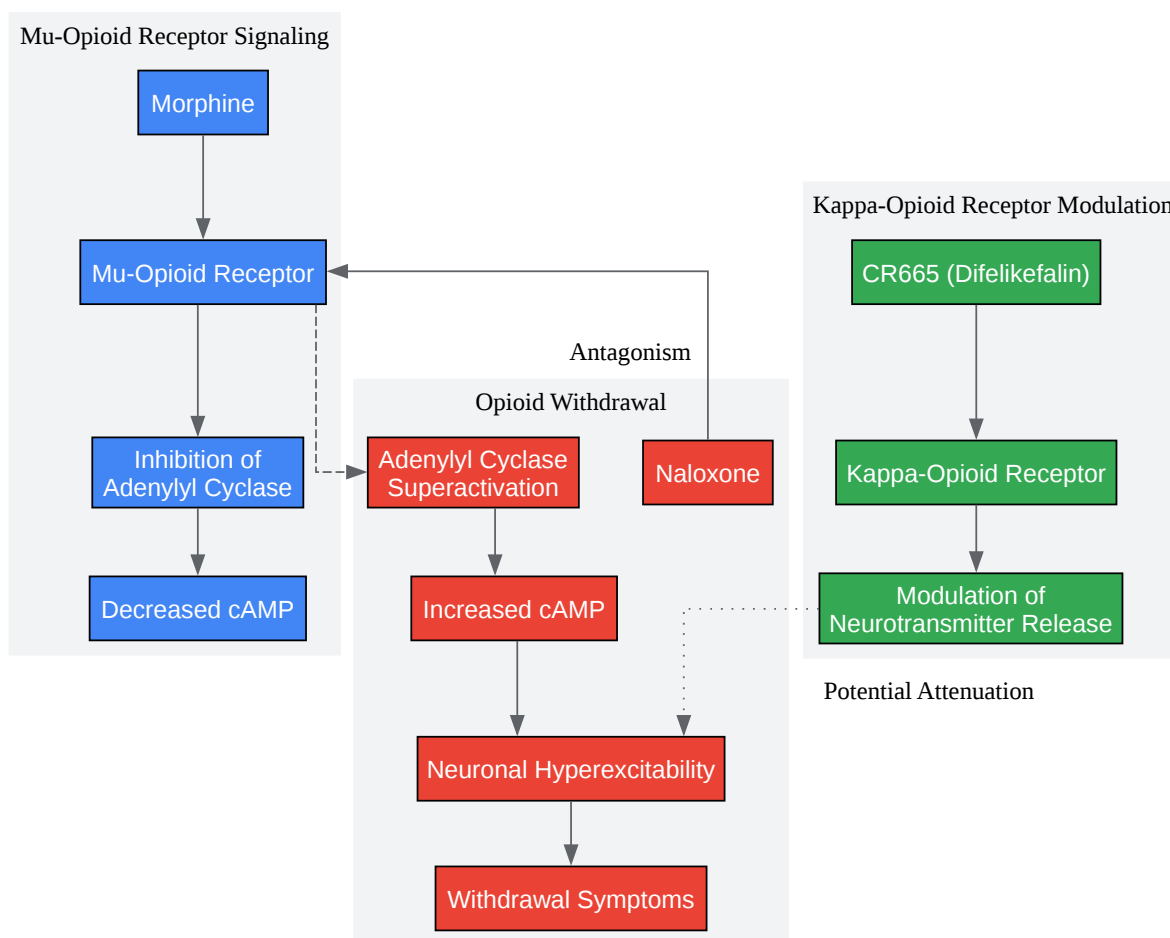 Mu-Opioid Receptor Signaling
Morphine
Mu-Opioid Receptor
Inhibition of
Adenylyl Cyclase
Decreased cAMP
Antagonism
Opioid Withdrawal
Adenylyl Cyclase
Superactivation
Naloxone
Increased cAMP
Neuronal Hyperexcitability
Withdrawal Symptoms
Kappa-Opioid Receptor Modulation
CR665 (Difelikefalin)
Kappa-Opioid Receptor
Modulation of
Neurotransmitter Release
Potential Attenuation